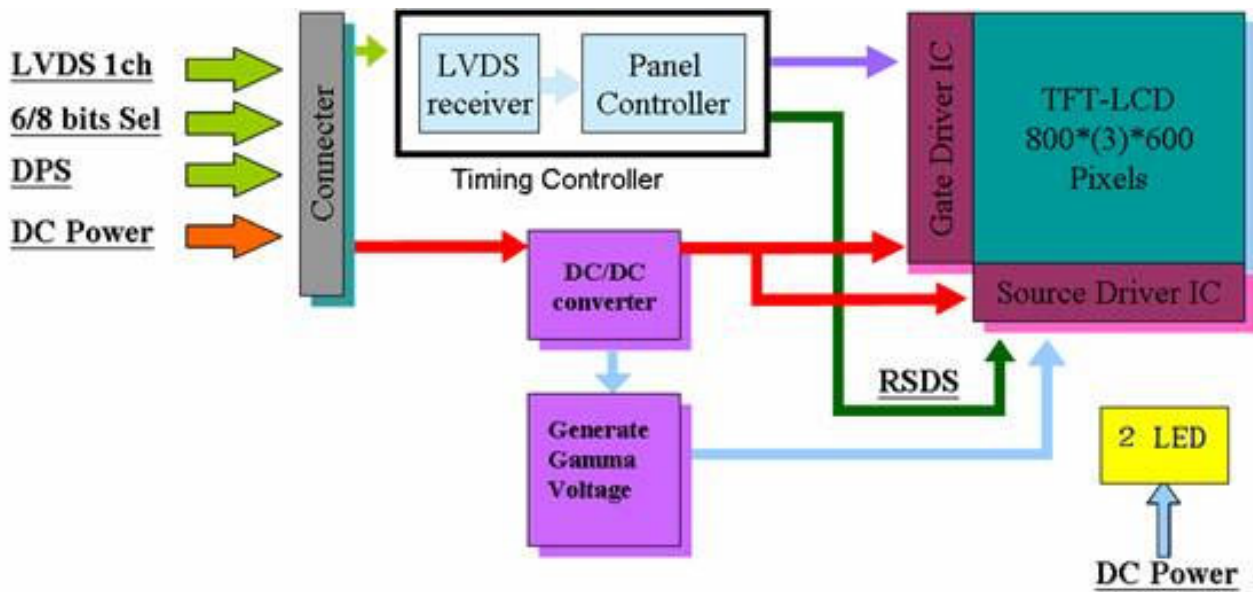 LVDS 1ch
6/8 bits Sel
DPS
DC Power
Connecter
LVDS
receiver
Panel
Controller
Timing Controller
Gate Driver IC
TFT-LCD
800*(3)*600
Pixels
Source Driver IC
DC/DC
converter
RSDS
Generate
Gamma
Voltage
2 LED
DC Power